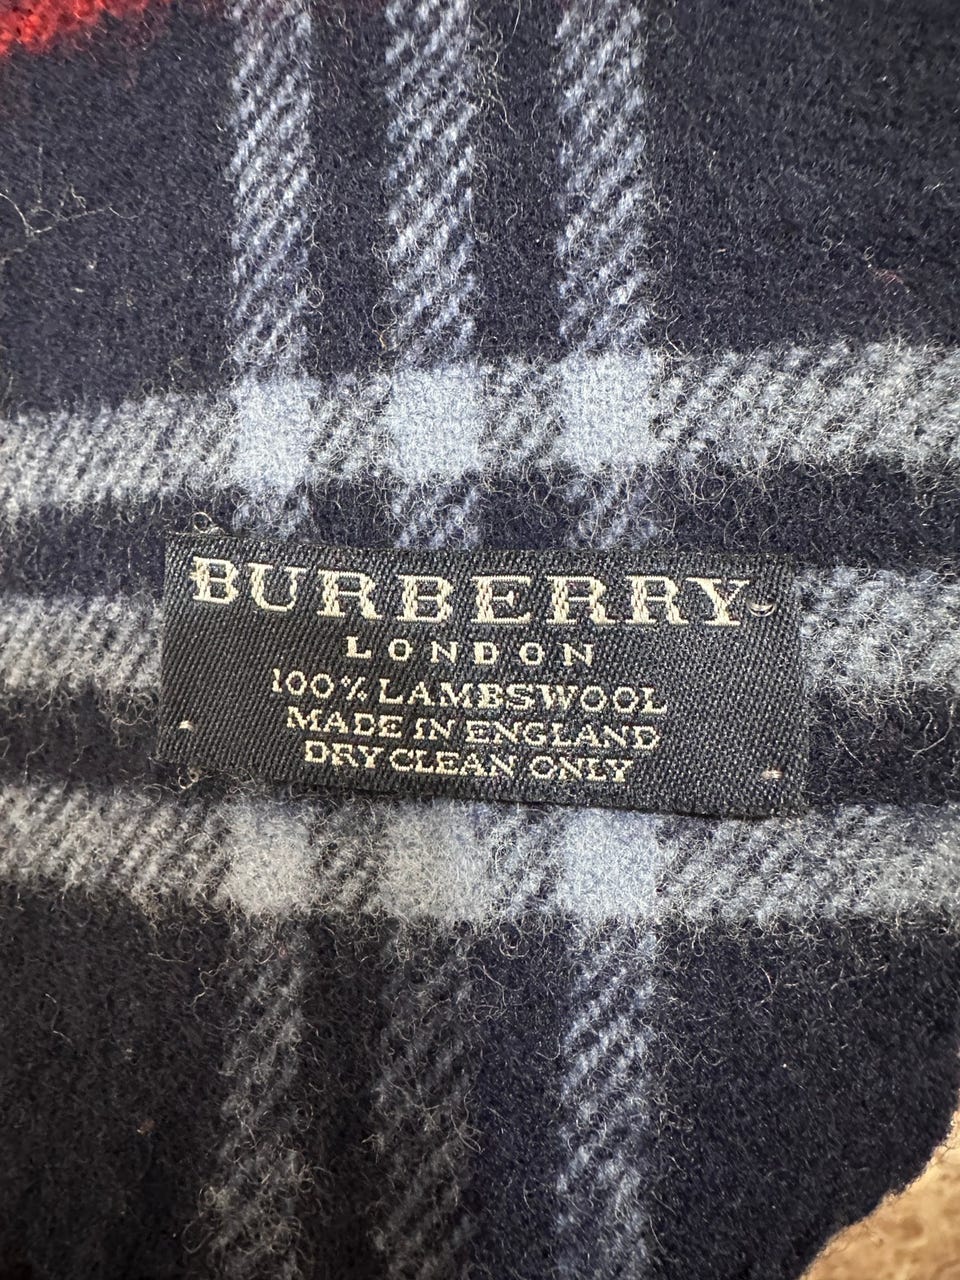 BURBERRY
LONDON
100% LAMBSWOOL
MADE IN ENGLAND
DRY CLEAN ONLY